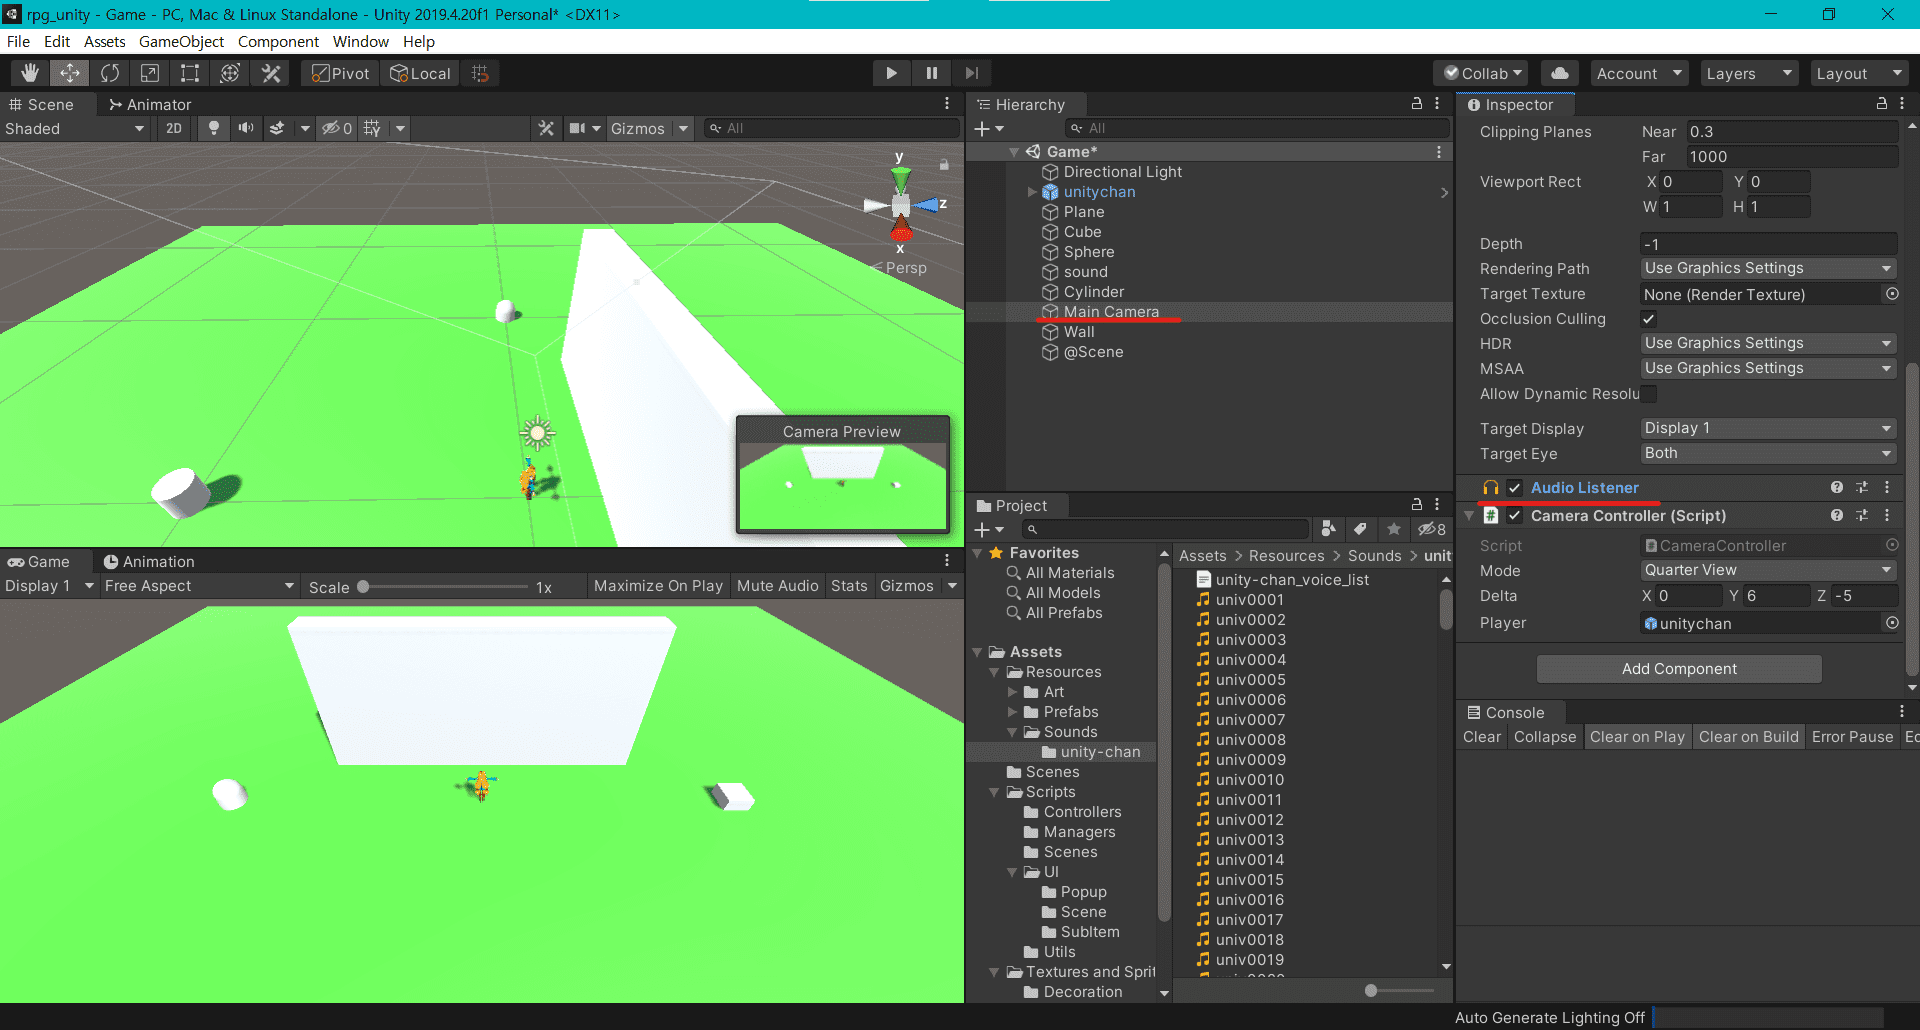 rpg_unity - Game - PC, Mac & Linux Standalone - Unity 2019.4.20f1 Personal* <DX11>
File Edit Assets GameObject Component Window Help
Pivot Local Collab Account Layers Layout
Scene Animator
Shaded 2D 0 Gizmos All
y
z
x
Persp
Camera Preview
Game Animation
Display 1 Free Aspect Scale 1x Maximize On Play Mute Audio Stats Gizmos
Hierarchy
All
Game*
Directional Light
unitychan
Plane
Cube
Sphere
sound
Cylinder
Main Camera
Wall
@Scene
Project
8
Favorites
All Materials
All Models
All Prefabs
Assets
Resources
Art
Prefabs
Sounds
unity-chan
Scenes
Scripts
Controllers
Managers
Scenes
UI
Popup
Scene
SubItem
Utils
Textures and Sprit
Decoration
Assets > Resources > Sounds > unit
unity-chan_voice_list
univ0001
univ0002
univ0003
univ0004
univ0005
univ0006
univ0007
univ0008
univ0009
univ0010
univ0011
univ0012
univ0013
univ0014
univ0015
univ0016
univ0017
univ0018
univ0019
Inspector
Clipping Planes Near 0.3
Far 1000
Viewport Rect X 0 Y 0
W 1 H 1
Depth -1
Rendering Path Use Graphics Settings
Target Texture None (Render Texture)
Occlusion Culling
HDR Use Graphics Settings
MSAA Use Graphics Settings
Allow Dynamic Resolu
Target Display Display 1
Target Eye Both
Audio Listener
# Camera Controller (Script)
Script CameraController
Mode Quarter View
Delta X 0 Y 6 Z -5
Player unitychan
Add Component
Console
Clear Collapse Clear on Play Clear on Build Error Pause Ec
Auto Generate Lighting Off